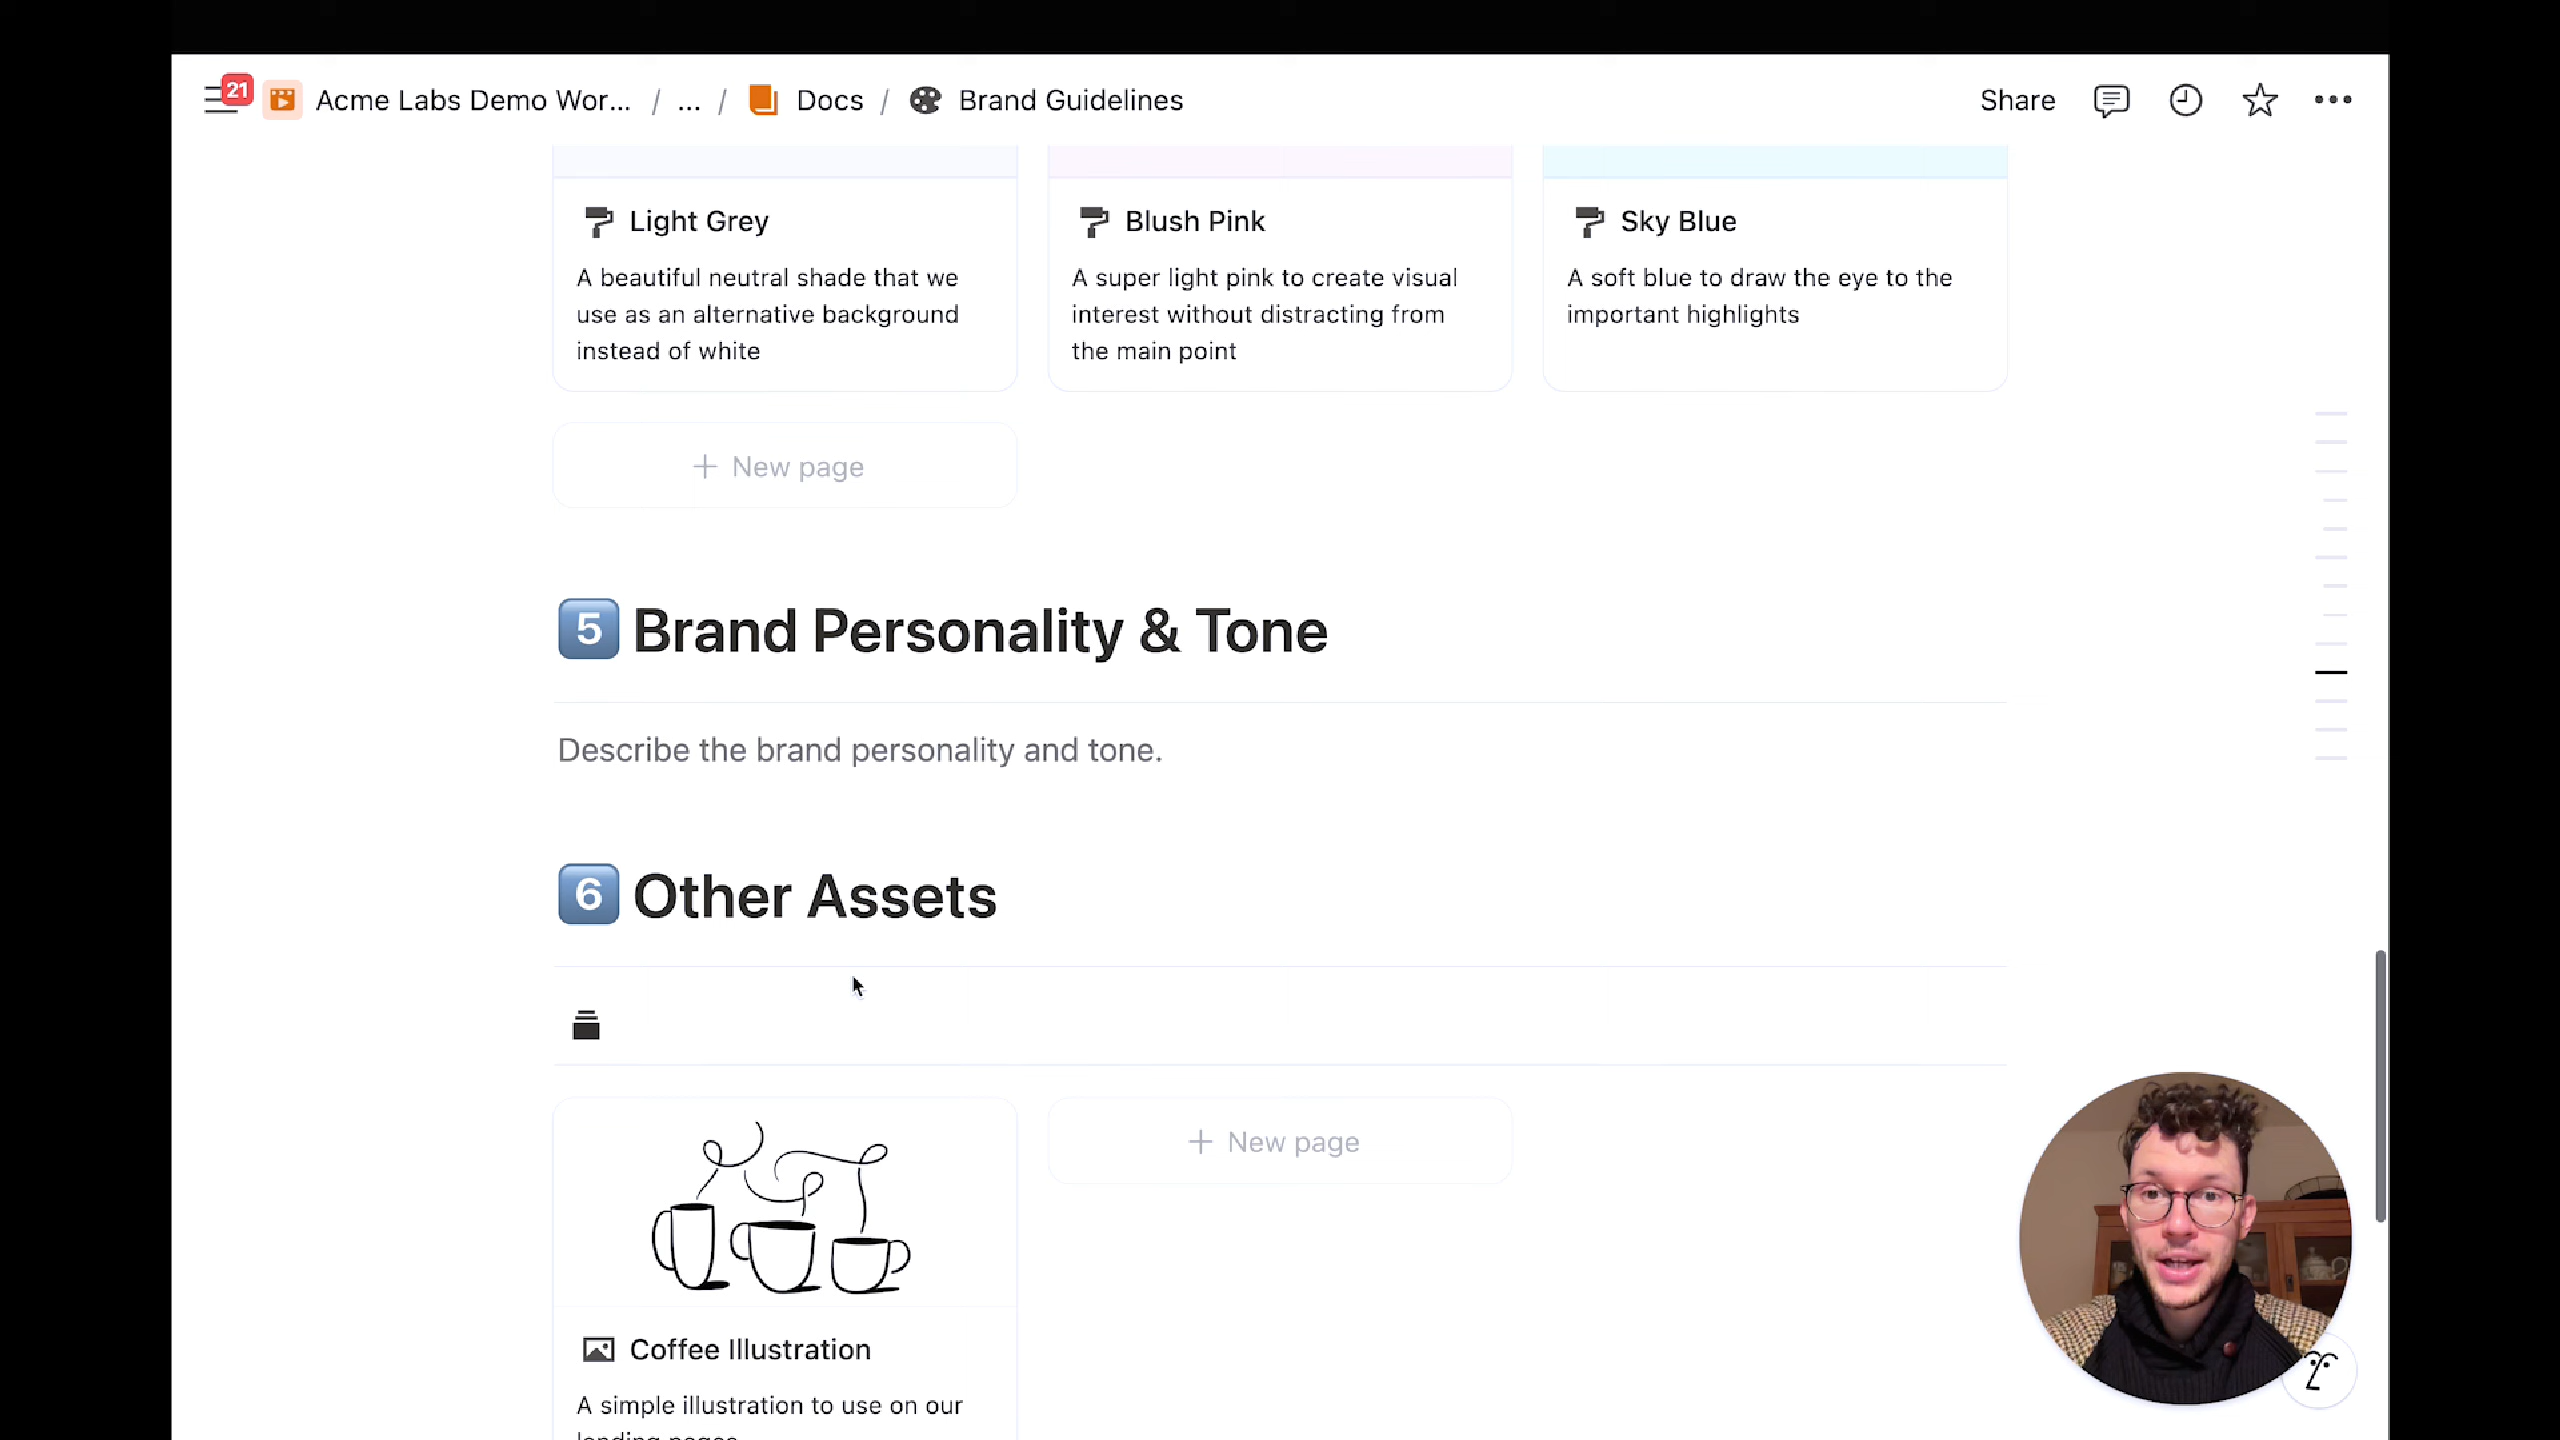 21
Acme Labs Demo Wor... / ... / Docs / Brand Guidelines
Share
Light Grey
A beautiful neutral shade that we
use as an alternative background
instead of white
Blush Pink
A super light pink to create visual
interest without distracting from
the main point
Sky Blue
A soft blue to draw the eye to the
important highlights
+ New page
5 Brand Personality & Tone
Describe the brand personality and tone.
6 Other Assets
+ New page
Coffee Illustration
A simple illustration to use on our
landing pages